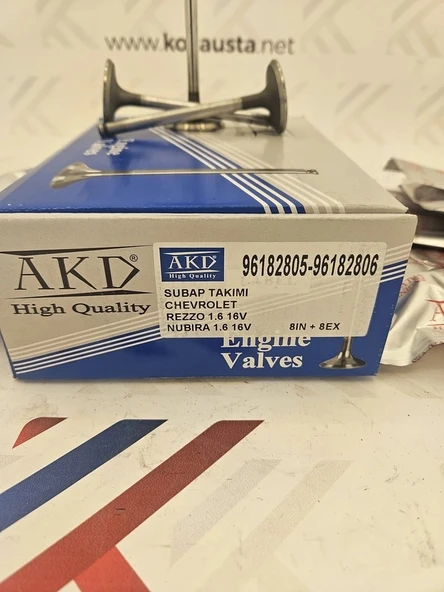 www.kobausta.net
AKD®
High Quality
AKD
High Quality
96182805-96182806
SUBAP TAKIMI
CHEVROLET
REZZO 1.6 16V
NUBIRA 1.6 16V 8IN + 8EX
Engine
Valves